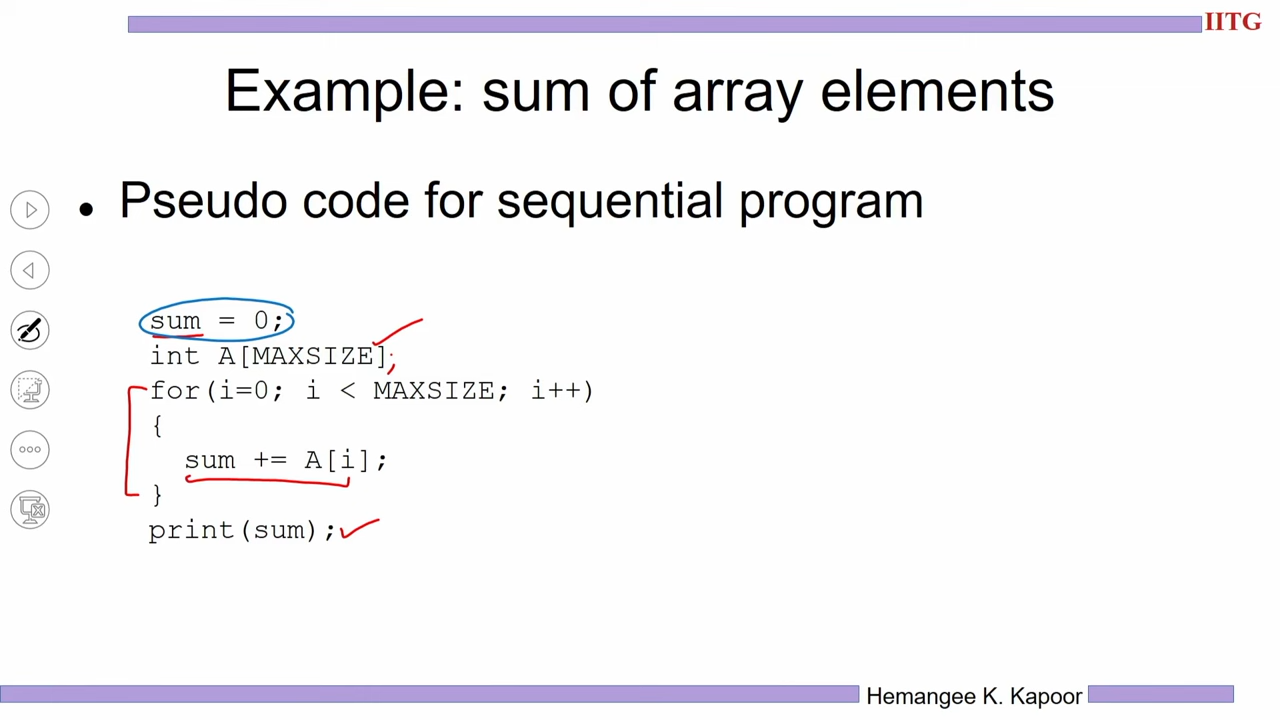 IITG
Example: sum of array elements
• Pseudo code for sequential program
sum = 0;
int A[MAXSIZE];
for(i=0; i < MAXSIZE; i++)
{
sum += A[i];
}
print(sum);
Hemangee K. Kapoor